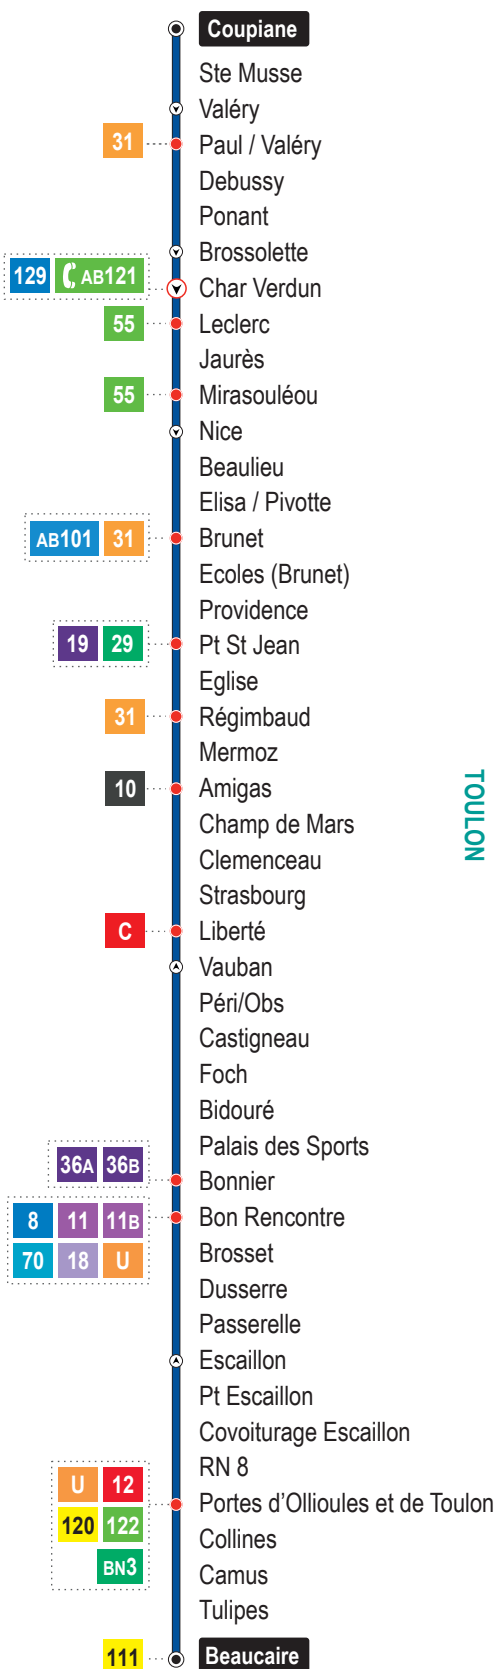 Coupiane
Ste Musse
Valéry
31 Paul / Valéry
Debussy
Ponant
Brossolette
129 AB121 Char Verdun
55 Leclerc
Jaurès
55 Mirasouléou
Nice
Beaulieu
Elisa / Pivotte
AB101 31 Brunet
Ecoles (Brunet)
Providence
19 29 Pt St Jean
Eglise
31 Régimbaud
Mermoz
10 Amigas
Champ de Mars
Clemenceau
Strasbourg
C Liberté
Vauban
Péri/Obs
Castigneau
Foch
Bidouré
Palais des Sports
36A 36B Bonnier
8 11 11B Bon Rencontre
70 18 U Brosset
Dusserre
Passerelle
Escaillon
Pt Escaillon
Covoiturage Escaillon
RN 8
U 12
120 122 Portes d'Ollioules et de Toulon
BN3 Collines
Camus
Tulipes
111 Beaucaire
TOULON